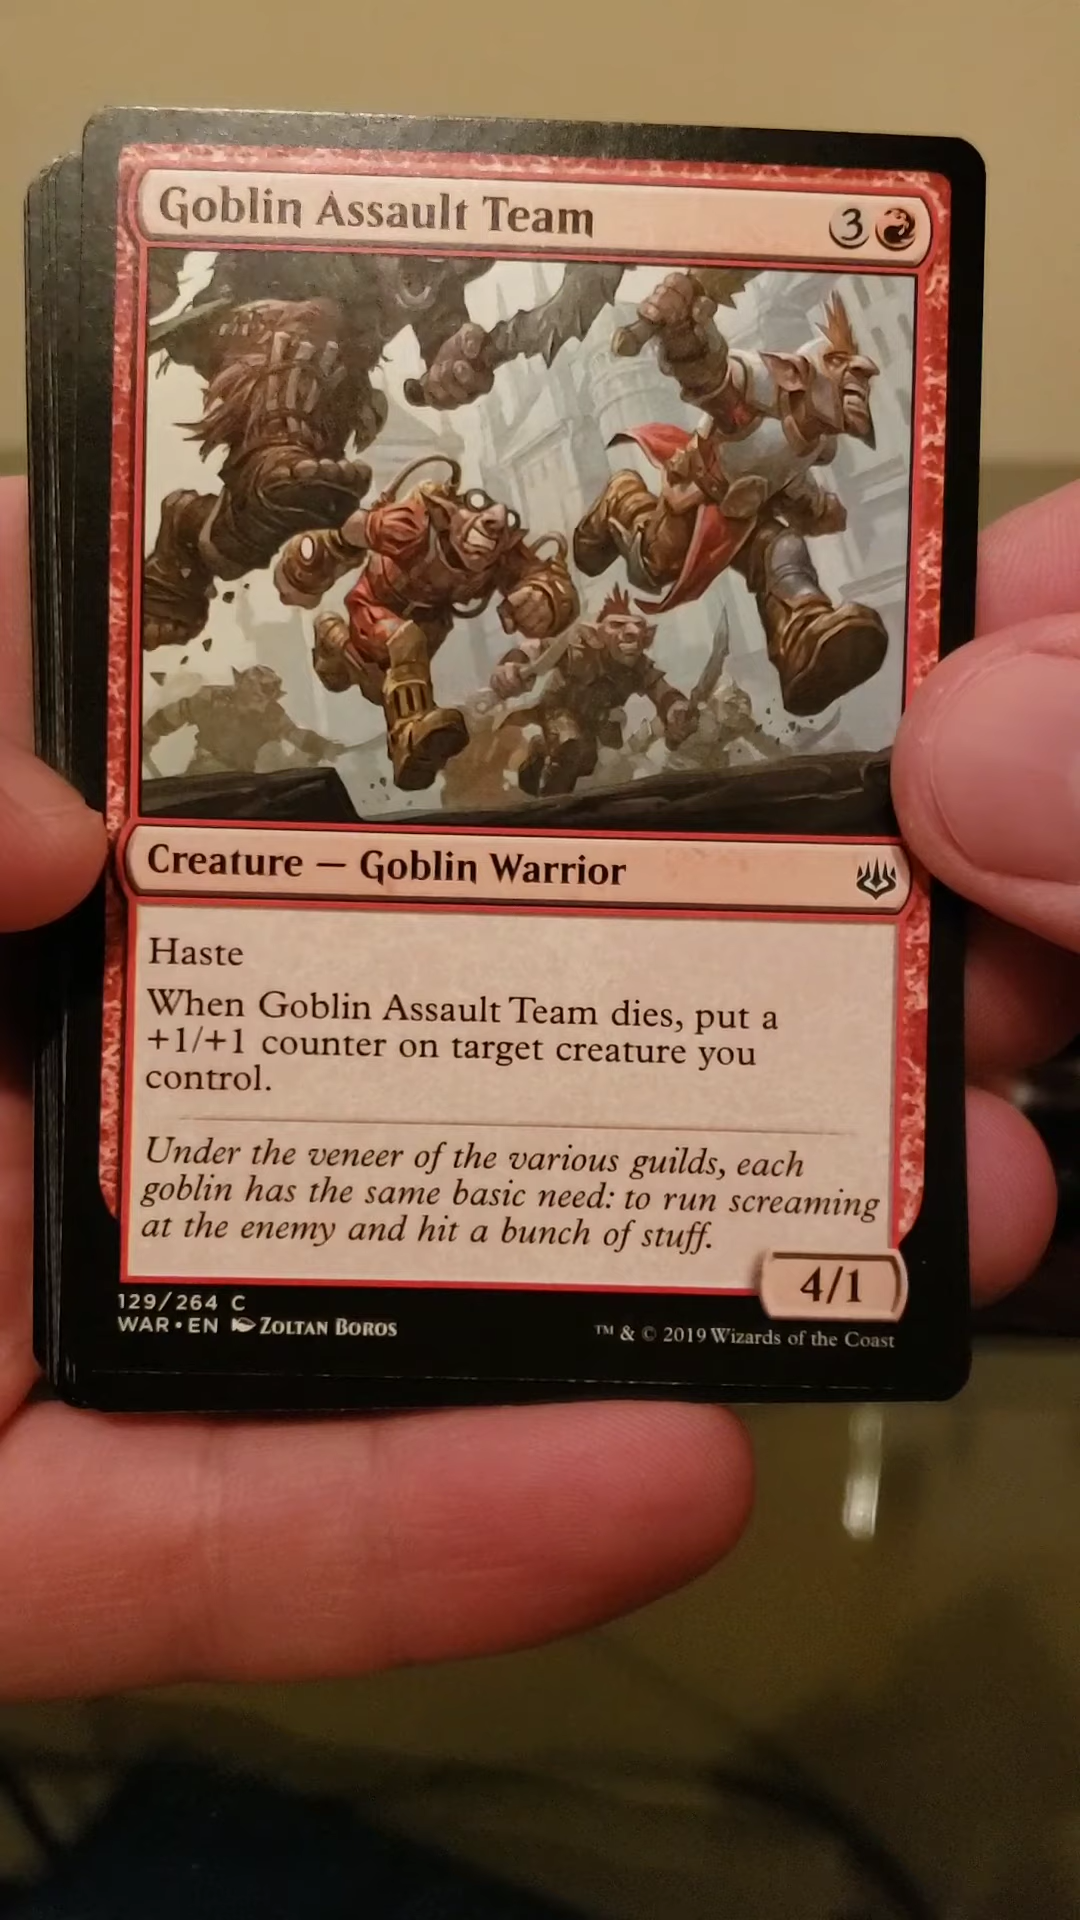 Goblin Assault Team
3
Creature — Goblin Warrior
Haste
When Goblin Assault Team dies, put a
+1/+1 counter on target creature you
control.
Under the veneer of the various guilds, each
goblin has the same basic need: to run screaming
at the enemy and hit a bunch of stuff.
4/1
129/264 C
WAR • EN ZOLTAN BOROS
™ & © 2019 Wizards of the Coast